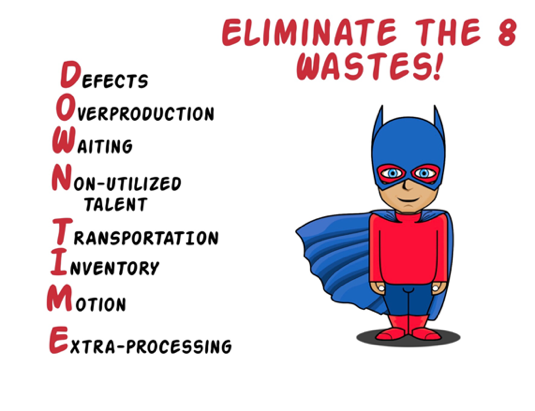 ELIMINATE THE 8
WASTES!
DEFECTS
OVERPRODUCTION
WAITING
NON-UTILIZED
TALENT
TRANSPORTATION
INVENTORY
MOTION
EXTRA-PROCESSING